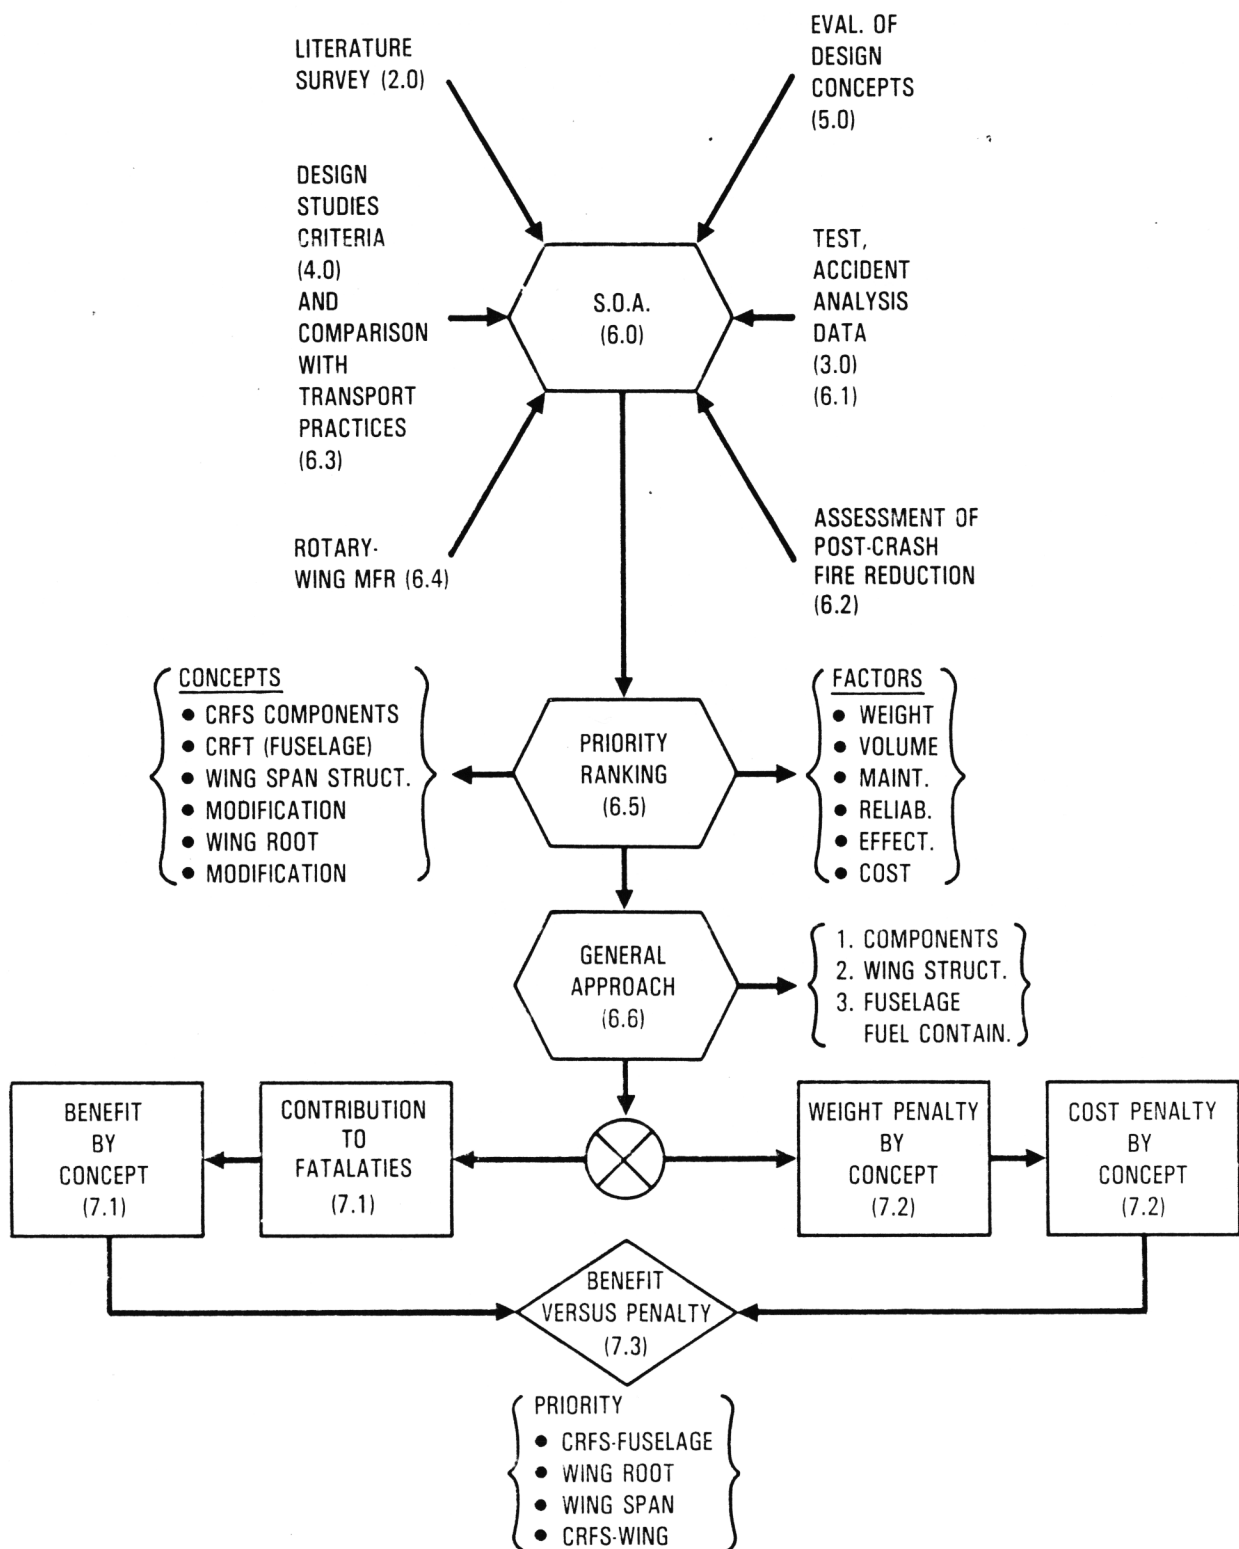 LITERATURE
SURVEY (2.0)
EVAL. OF
DESIGN
CONCEPTS
(5.0)
DESIGN
STUDIES
CRITERIA
(4.0)
AND
COMPARISON
WITH
TRANSPORT
PRACTICES
(6.3)
S.O.A.
(6.0)
TEST,
ACCIDENT
ANALYSIS
DATA
(3.0)
(6.1)
ROTARY-
WING MFR (6.4)
ASSESSMENT OF
POST-CRASH
FIRE REDUCTION
(6.2)
CONCEPTS
● CRFS COMPONENTS
● CRFT (FUSELAGE)
● WING SPAN STRUCT.
● MODIFICATION
● WING ROOT
● MODIFICATION
PRIORITY
RANKING
(6.5)
FACTORS
● WEIGHT
● VOLUME
● MAINT.
● RELIAB.
● EFFECT.
● COST
GENERAL
APPROACH
(6.6)
1. COMPONENTS
2. WING STRUCT.
3. FUSELAGE
FUEL CONTAIN.
BENEFIT
BY
CONCEPT
(7.1)
CONTRIBUTION
TO
FATALATIES
(7.1)
WEIGHT PENALTY
BY
CONCEPT
(7.2)
COST PENALTY
BY
CONCEPT
(7.2)
BENEFIT
VERSUS PENALTY
(7.3)
PRIORITY
● CRFS-FUSELAGE
● WING ROOT
● WING SPAN
● CRFS-WING